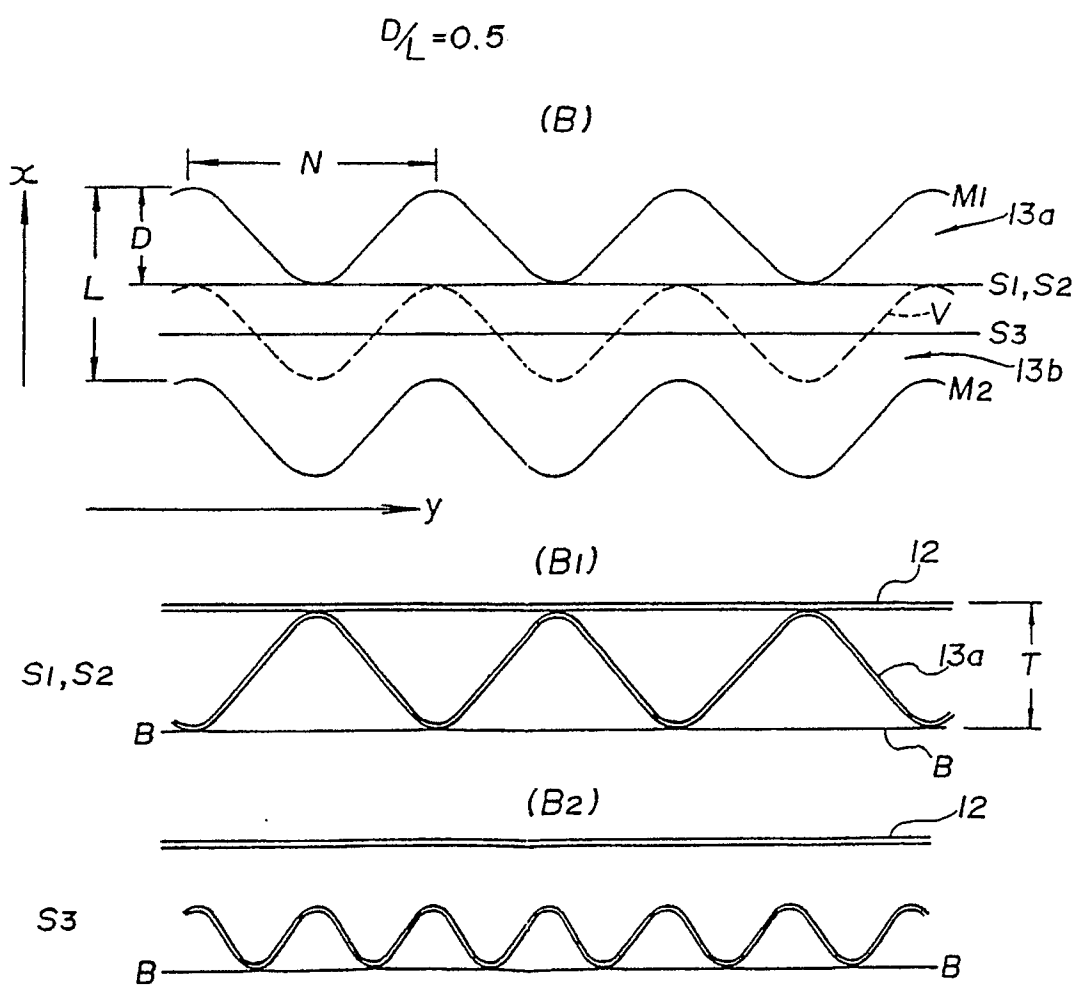 D/L=0.5
(B)
x
N
M1
13a
D
L
S1,S2
V
S3
13b
M2
y
(B1)
12
S1,S2
13a
T
B
B
(B2)
12
S3
B
B